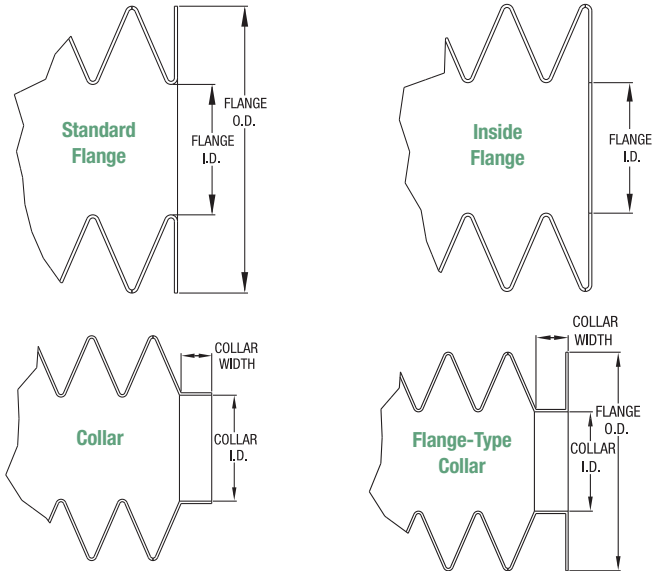 Standard
Flange
FLANGE
I.D.
FLANGE
O.D.
Inside
Flange
FLANGE
I.D.
Collar
COLLAR
WIDTH
COLLAR
I.D.
Flange-Type
Collar
COLLAR
WIDTH
COLLAR
I.D.
FLANGE
O.D.